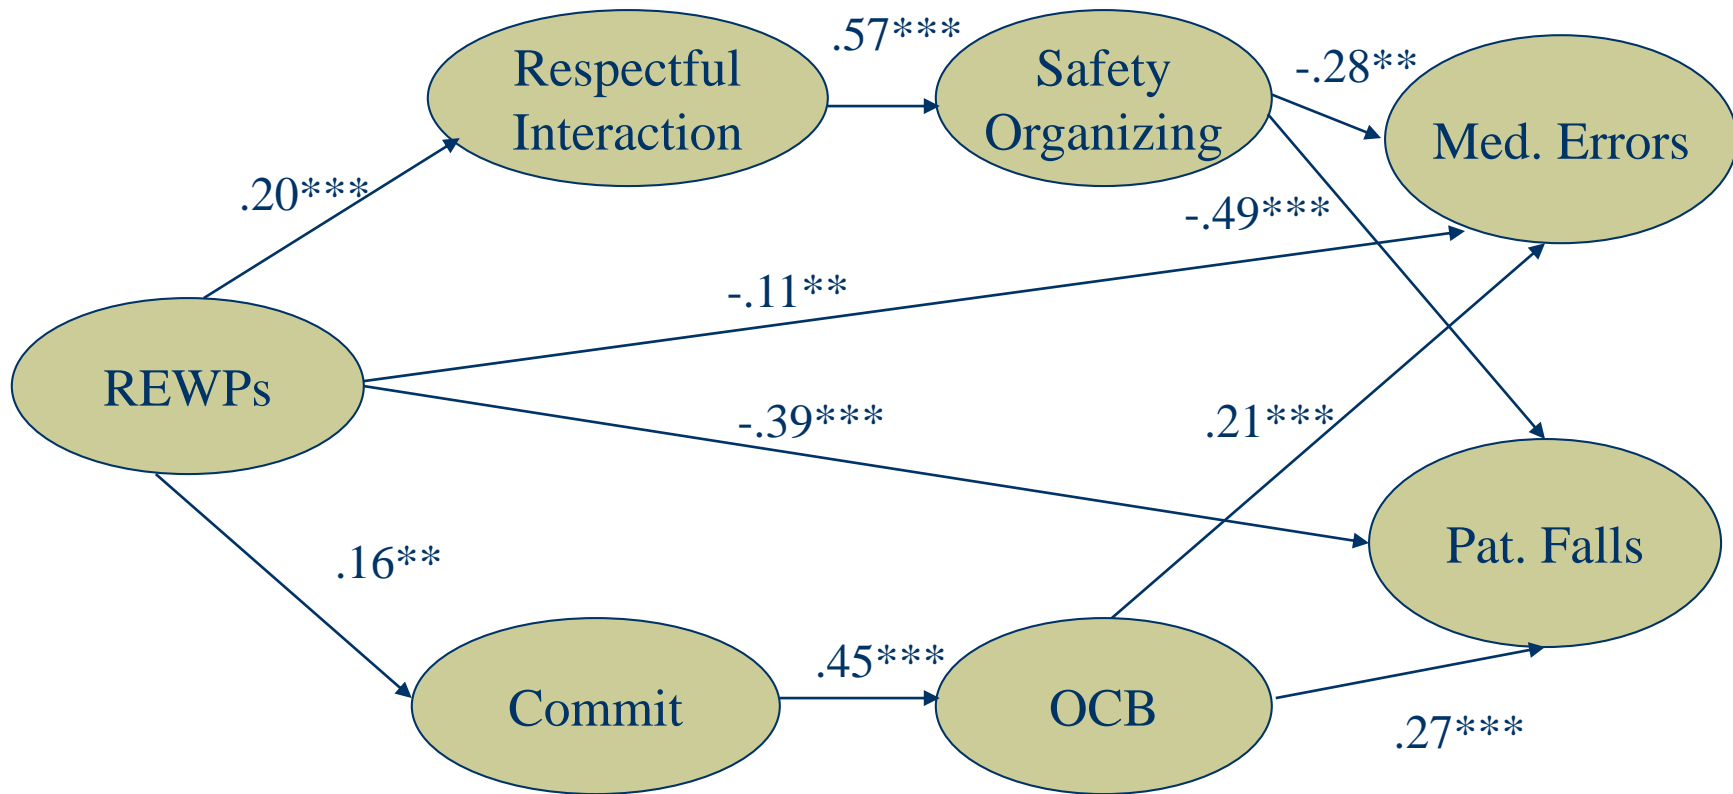 .57***
Respectful
Interaction
Safety
Organizing
-.28**
Med. Errors
.20***
-.49***
-.11**
REWPs
-.39***
.21***
Pat. Falls
.16**
.45***
Commit
OCB
.27***